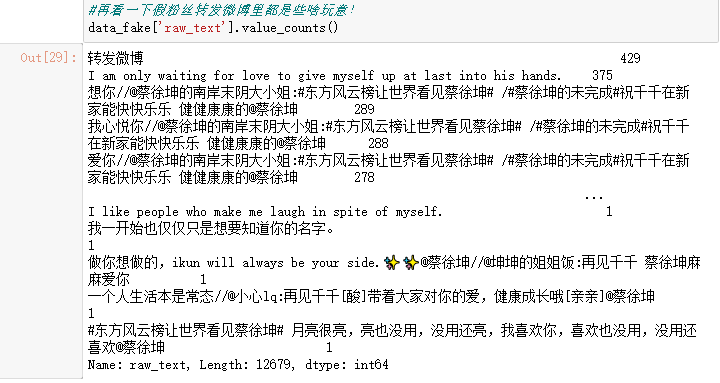 #再看一下假粉丝转发微博里都是些啥玩意!
data_fake['raw_text'].value_counts()
Out[29]: 转发微博 429
I am only waiting for love to give myself up at last into his hands. 375
想你//@蔡徐坤的南岸末阴大小姐:#东方风云榜让世界看见蔡徐坤# /#蔡徐坤的未完成#祝千千在新
家能快快乐乐 健健康康的@蔡徐坤 289
我心悦你//@蔡徐坤的南岸末阴大小姐:#东方风云榜让世界看见蔡徐坤# /#蔡徐坤的未完成#祝千千
在新家能快快乐乐 健健康康的@蔡徐坤 288
爱你//@蔡徐坤的南岸末阴大小姐:#东方风云榜让世界看见蔡徐坤# /#蔡徐坤的未完成#祝千千在新
家能快快乐乐 健健康康的@蔡徐坤 278
...
I like people who make me laugh in spite of myself. 1
我一开始也仅仅只是想要知道你的名字。
1
做你想做的，ikun will always be your side.✨✨@蔡徐坤//@坤坤的姐姐饭:再见千千 蔡徐坤麻
麻爱你 1
一个人生活本是常态//@小心lq:再见千千[酸]带着大家对你的爱，健康成长哦[亲亲]@蔡徐坤
1
#东方风云榜让世界看见蔡徐坤# 月亮很亮，亮也没用，没用还亮，我喜欢你，喜欢也没用，没用还
喜欢@蔡徐坤 1
Name: raw_text, Length: 12679, dtype: int64